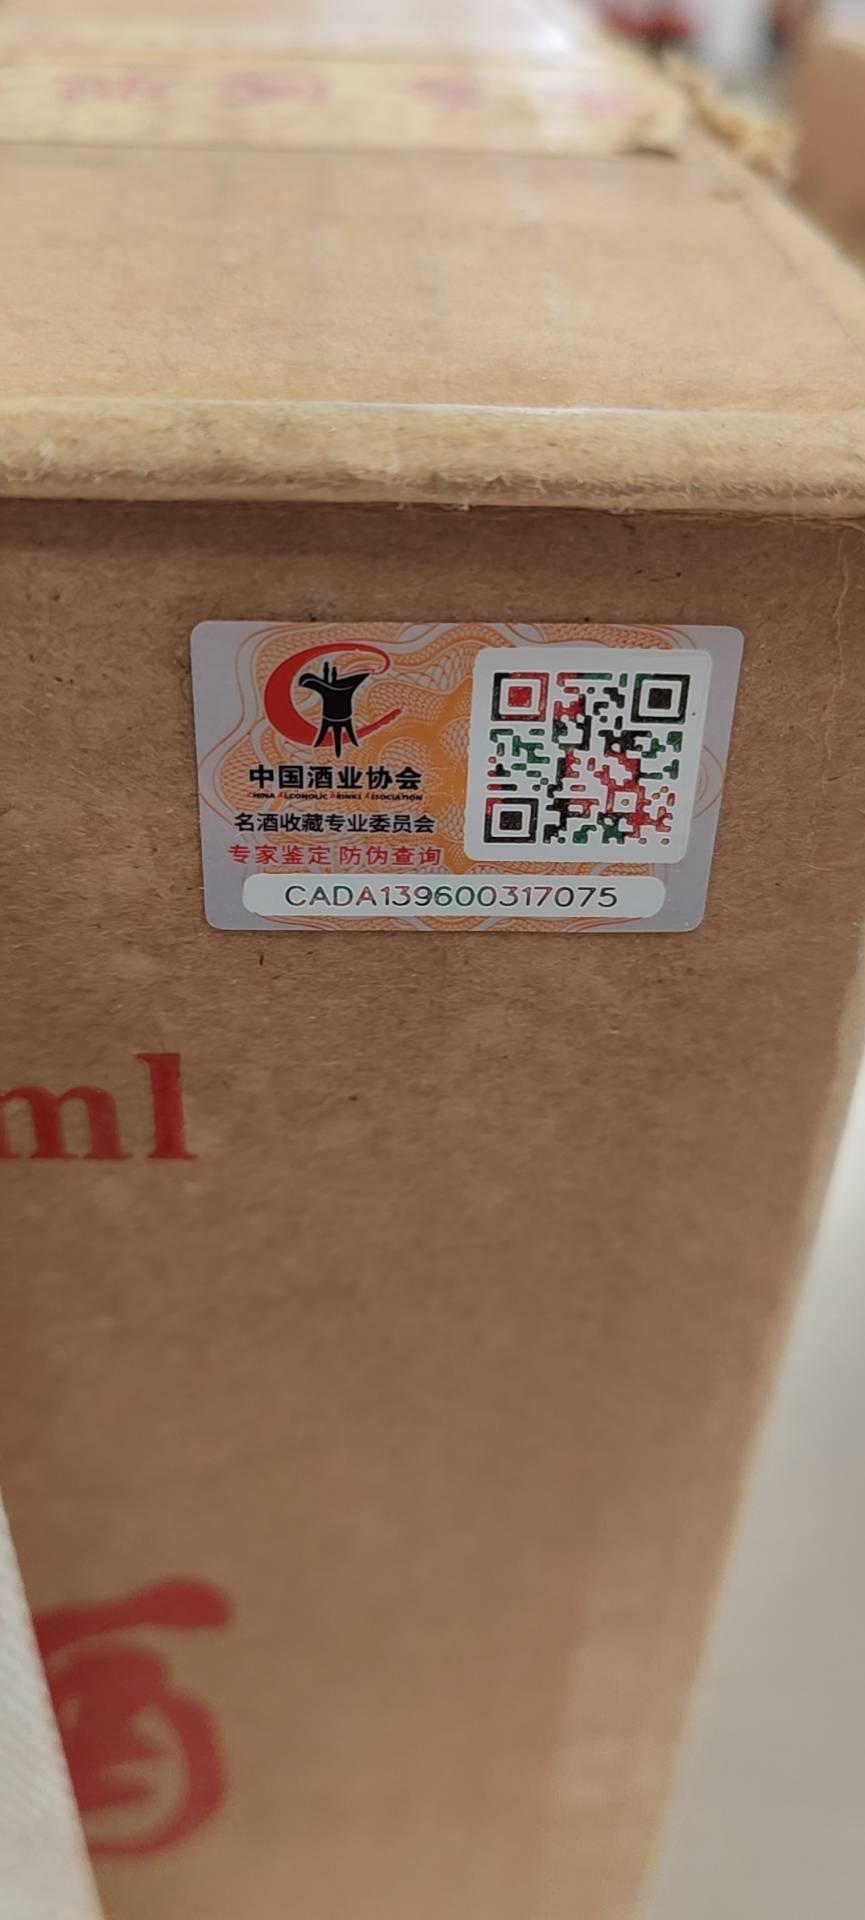 中国酒业协会
CHINA ALCOHOLIC DRINKS ASSOCIATION
名酒收藏专业委员会
专家鉴定 防伪查询
CADA139600317075
ml
酒